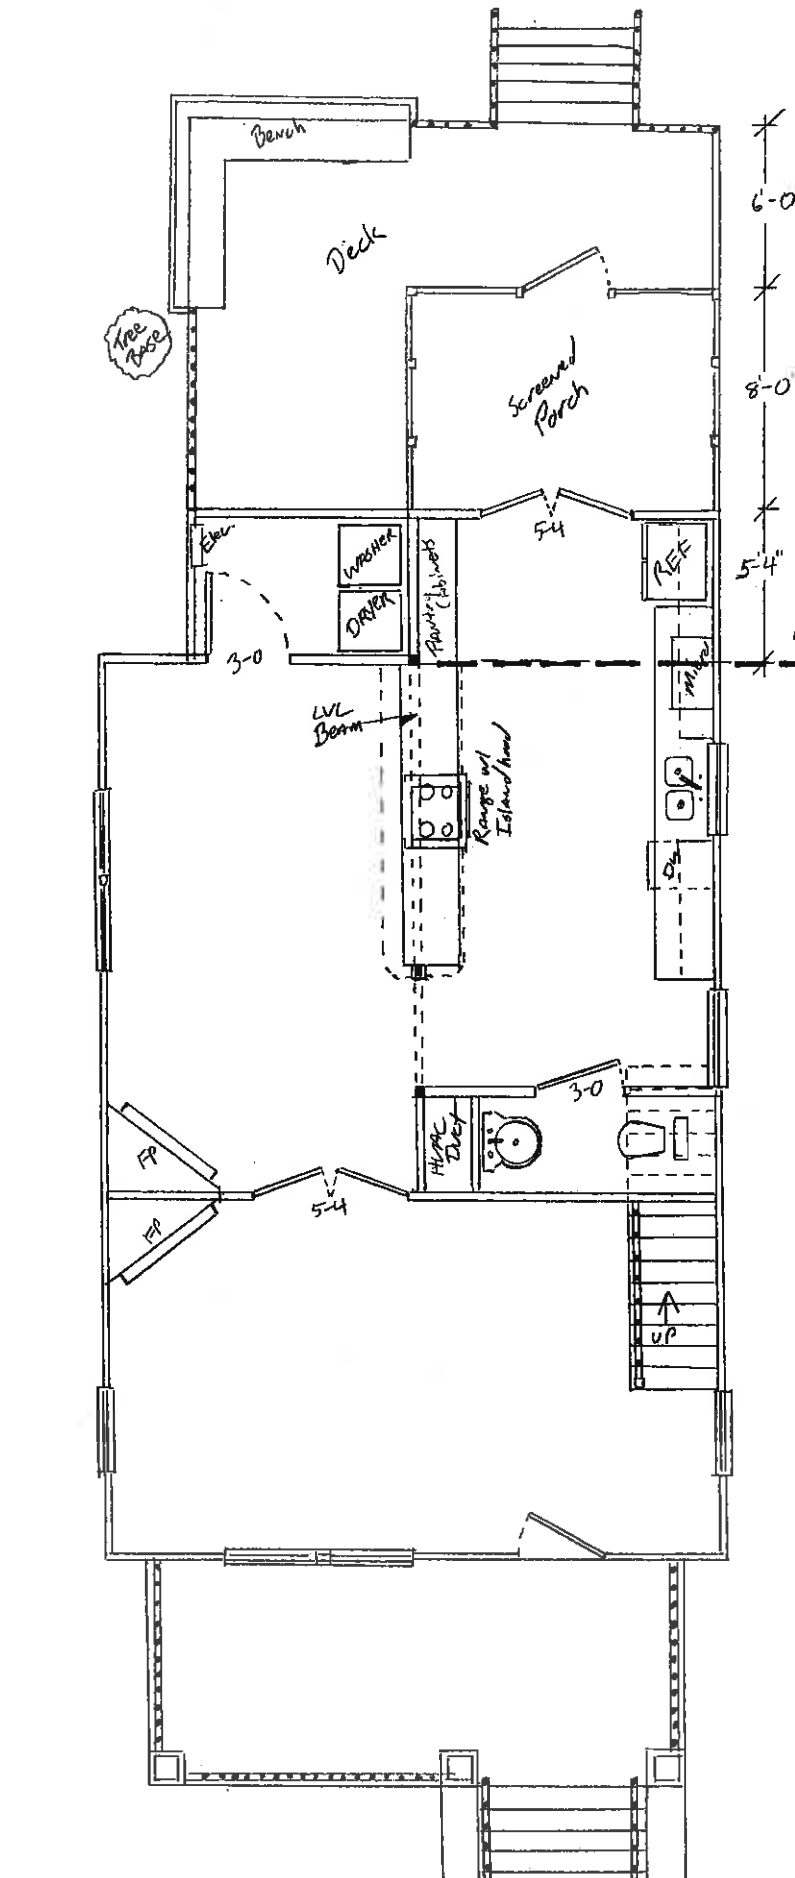 Bench
6'-0
Deck
Tree
Base
Screened
Porch
8'-0
5-4
Elec.
WASHER
Pantry
Cabinets
REF
5'-4"
DRYER
3-0
Micro
LVL
BEAM
Range w/
Island hood
DW
3-0
HVAC
Duct
FP
5-4
FP
UP